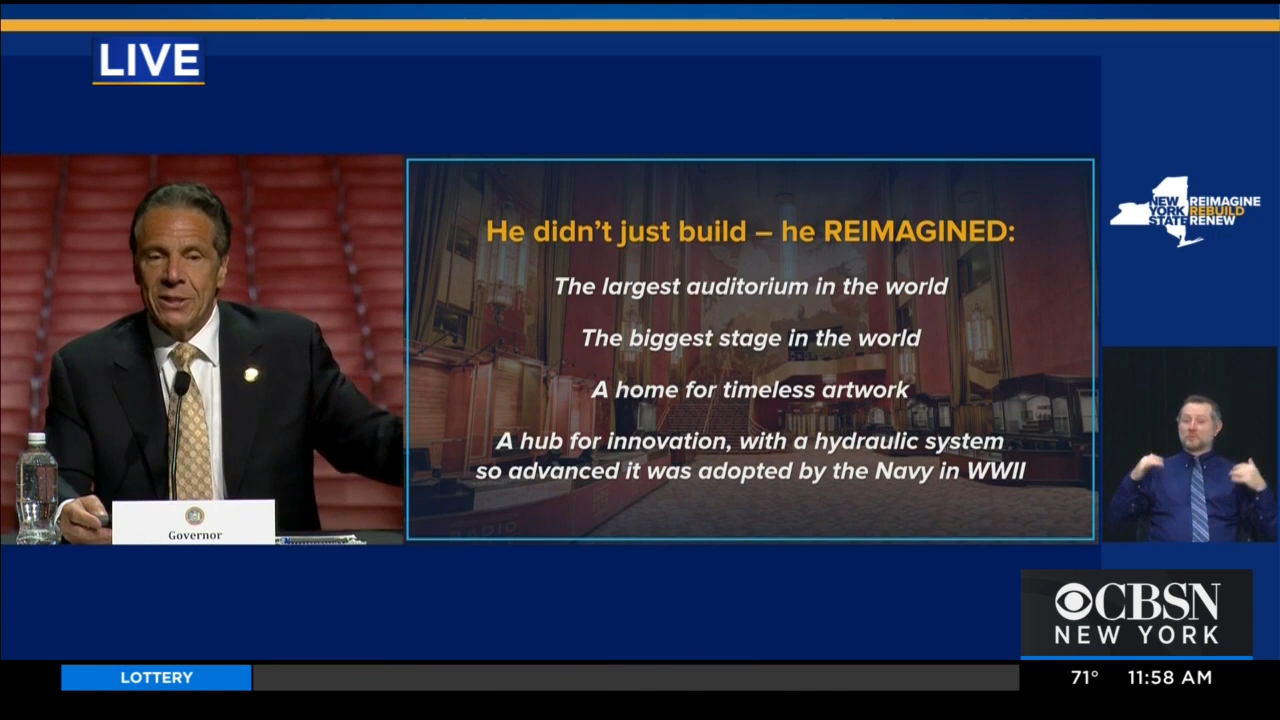 LIVE
He didn't just build – he REIMAGINED:
The largest auditorium in the world
The biggest stage in the world
A home for timeless artwork
A hub for innovation, with a hydraulic system
so advanced it was adopted by the Navy in WWII
RADIO
Governor
NEW
YORK
STATE
REIMAGINE
REBUILD
RENEW
CBSN
NEW YORK
LOTTERY
71° 11:58 AM